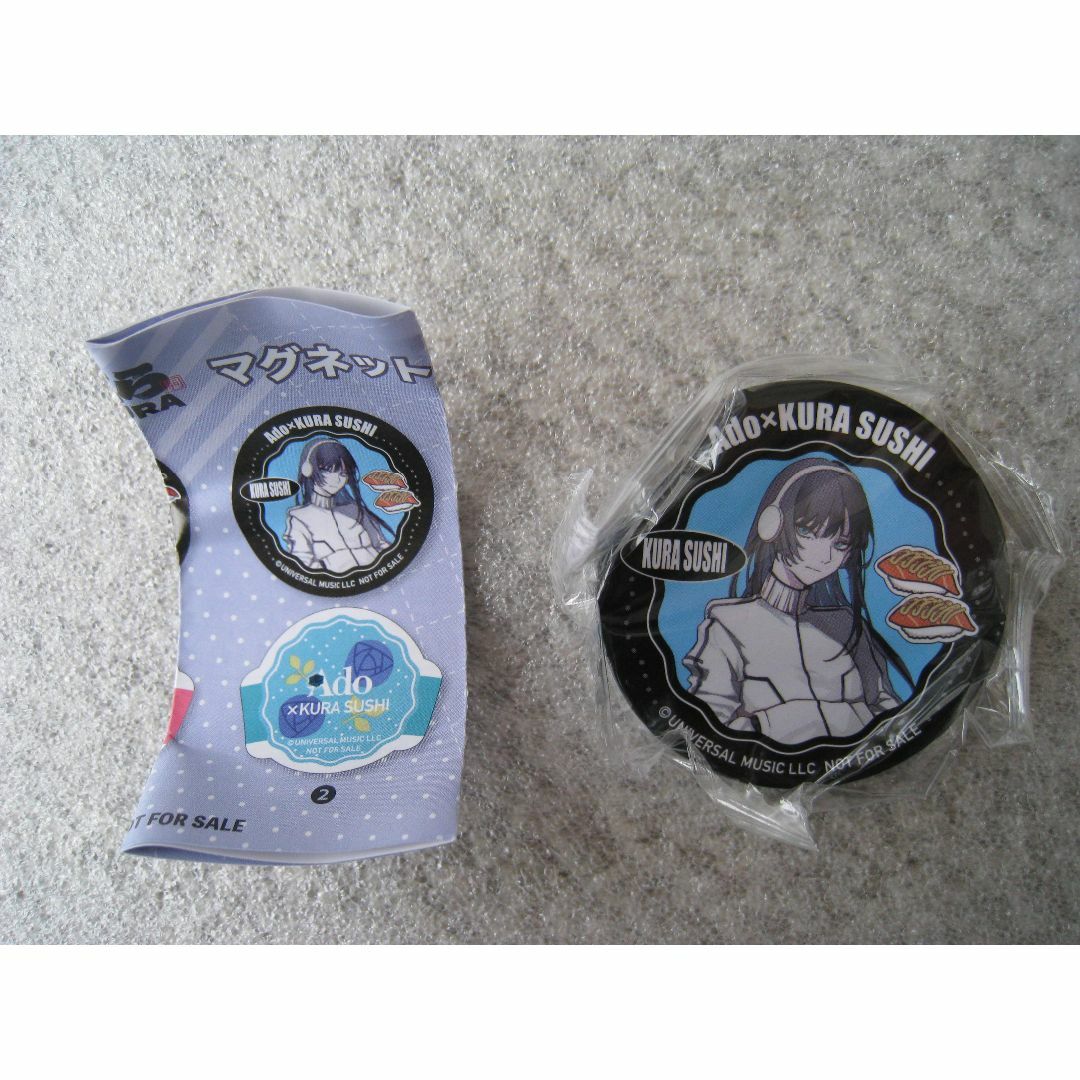 マグネット
Ado×KURA SUSHI
KURA SUSHI
©UNIVERSAL MUSIC LLC NOT FOR SALE
Ado
×KURA SUSHI
©UNIVERSAL MUSIC LLC
NOT FOR SALE
2
FOR SALE
Ado×KURA SUSHI
KURA SUSHI
©UNIVERSAL MUSIC LLC NOT FOR SALE